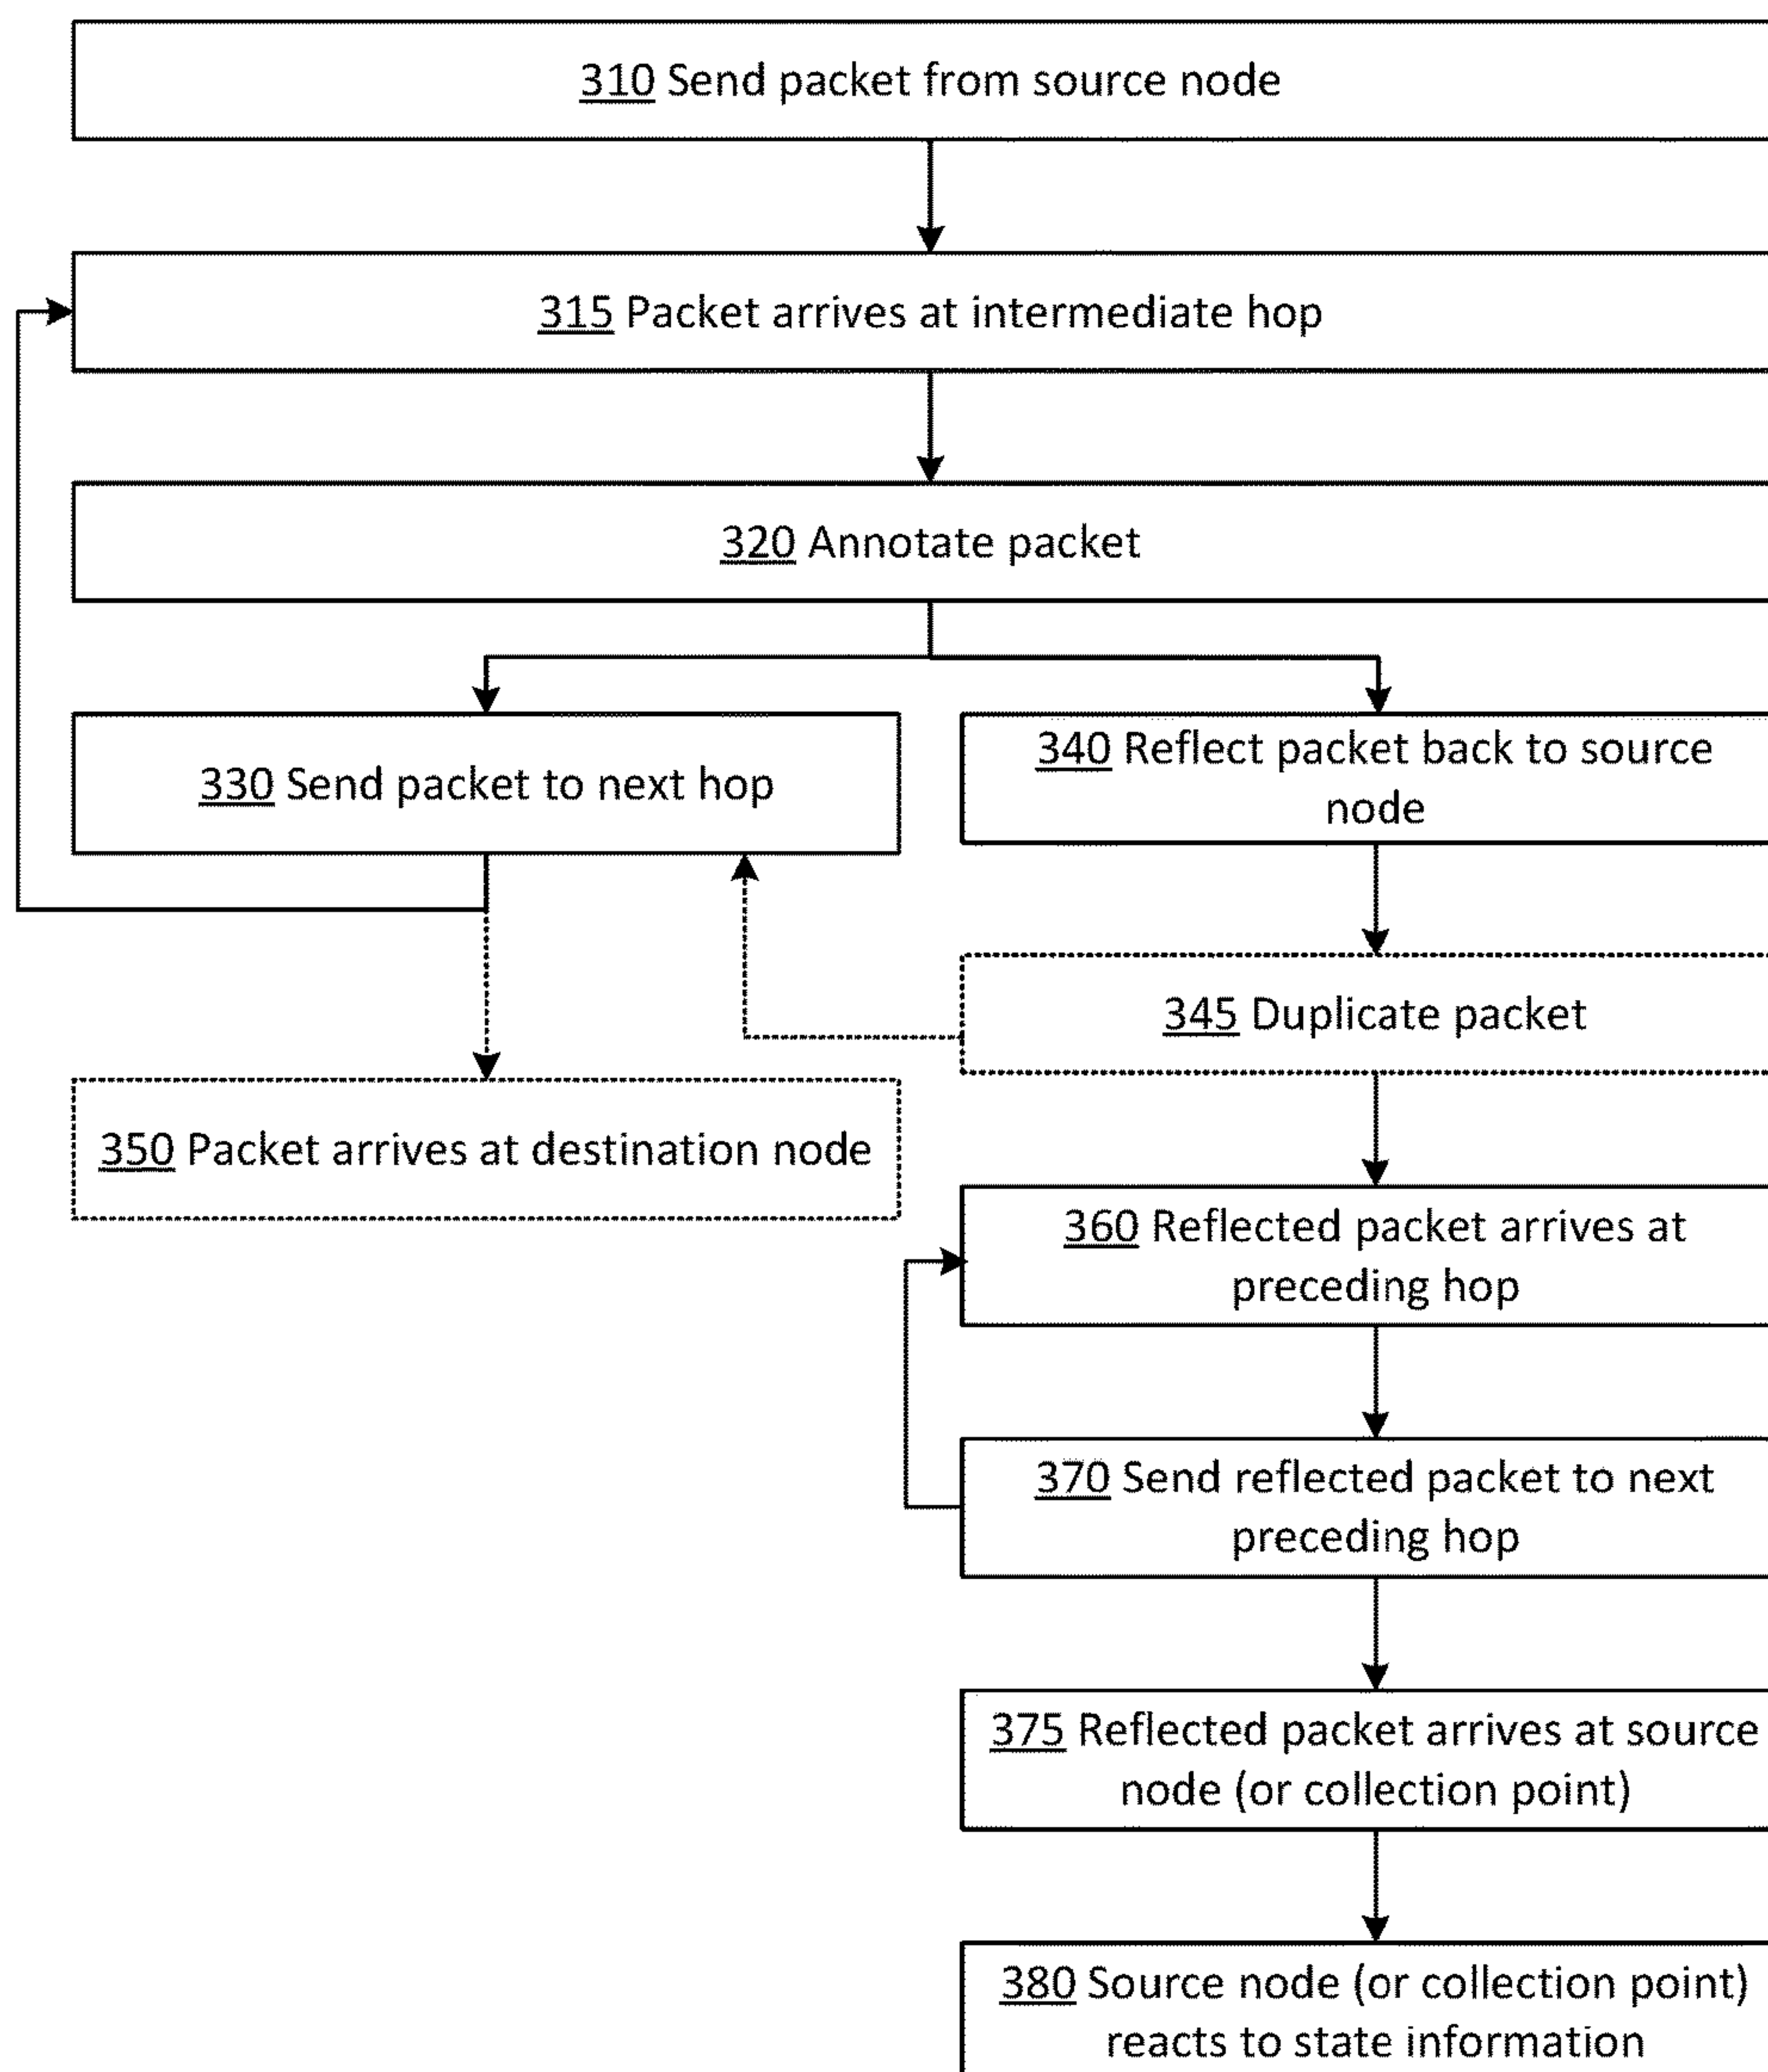 310 Send packet from source node
315 Packet arrives at intermediate hop
320 Annotate packet
330 Send packet to next hop
340 Reflect packet back to source
node
345 Duplicate packet
350 Packet arrives at destination node
360 Reflected packet arrives at
preceding hop
370 Send reflected packet to next
preceding hop
375 Reflected packet arrives at source
node (or collection point)
380 Source node (or collection point)
reacts to state information